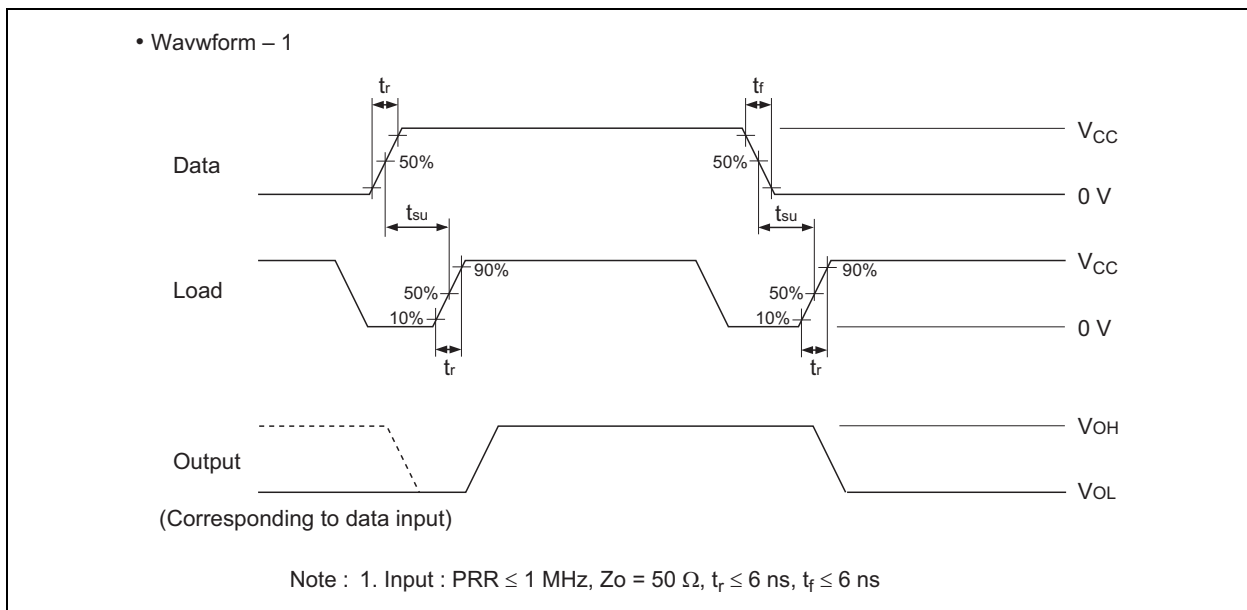 • Wavwform – 1
tr
tf
Data
50%
50%
VCC
0 V
tsu
tsu
Load
90%
50%
10%
90%
50%
10%
VCC
0 V
tr
tr
Output
VOH
VOL
(Corresponding to data input)
Note : 1. Input : PRR ≤ 1 MHz, Zo = 50 Ω, tr ≤ 6 ns, tf ≤ 6 ns